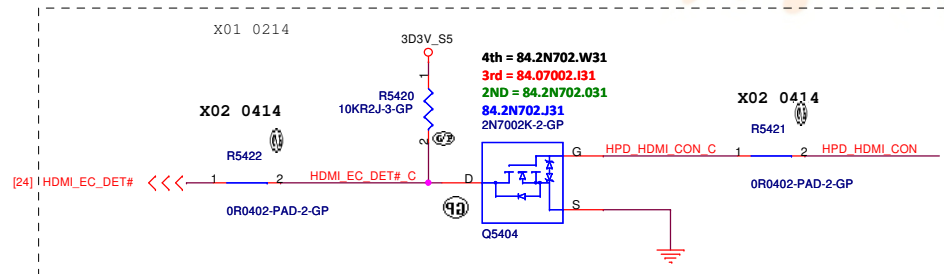 X01 0214
3D3V_S5
4th = 84.2N702.W31
3rd = 84.07002.I31
2ND = 84.2N702.031
84.2N702.J31
2N7002K-2-GP
1
R5420
10KR2J-3-GP
2
G/P
X02 0414
R5422
X02 0414
R5421
G
HPD_HDMI_CON_C
1
2
HPD_HDMI_CON
[24]
HDMI_EC_DET#
1
2
HDMI_EC_DET#_C
D
0R0402-PAD-2-GP
GP
S
0R0402-PAD-2-GP
Q5404